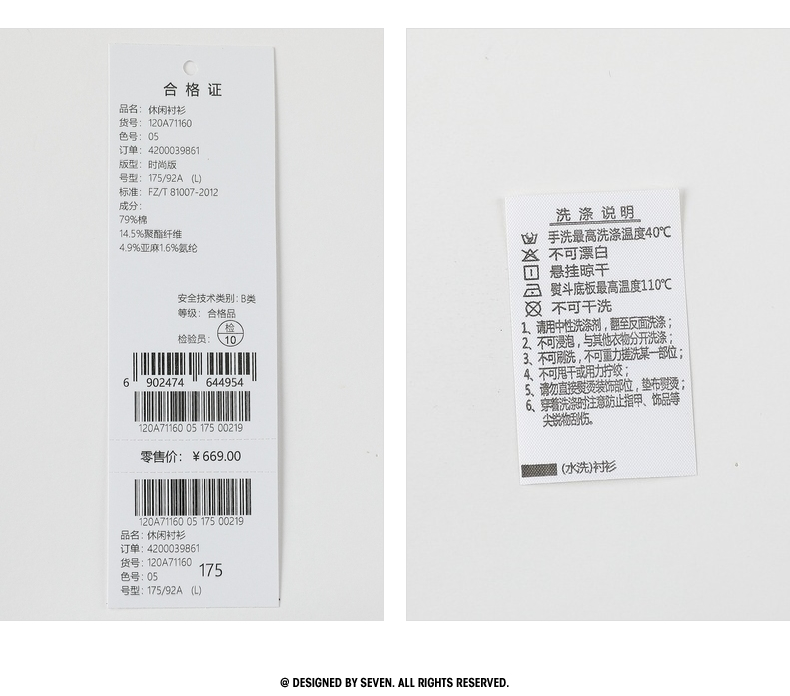 合格证
品名: 休闲衬衫
货号: 120A71160
色号: 05
订单: 4200039861
版型: 时尚版
号型: 175/92A (L)
标准: FZ/T 81007-2012
成分:
79%棉
14.5%聚酯纤维
4.9%亚麻1.6%氨纶
安全技术类别: B类
等级: 合格品
检验员: 检 10
6 902474 644954
120A71160 05 175 00219
零售价: ¥669.00
120A71160 05 175 00219
品名: 休闲衬衫
订单: 4200039861
货号: 120A71160
色号: 05
175
号型: 175/92A (L)
洗涤说明
手洗最高洗涤温度40℃
不可漂白
悬挂晾干
熨斗底板最高温度110℃
不可干洗
1、请用中性洗涤剂，翻至反面洗涤；
2、不可浸泡，与其他衣物分开洗涤；
3、不可刷洗，不可重力搓洗某一部位；
4、不可甩干或用力拧绞；
5、请勿直接熨烫装饰部位，垫布熨烫；
6、穿着洗涤时注意防止指甲、饰品等
尖锐物刮伤。
(水洗)衬衫
@ DESIGNED BY SEVEN. ALL RIGHTS RESERVED.